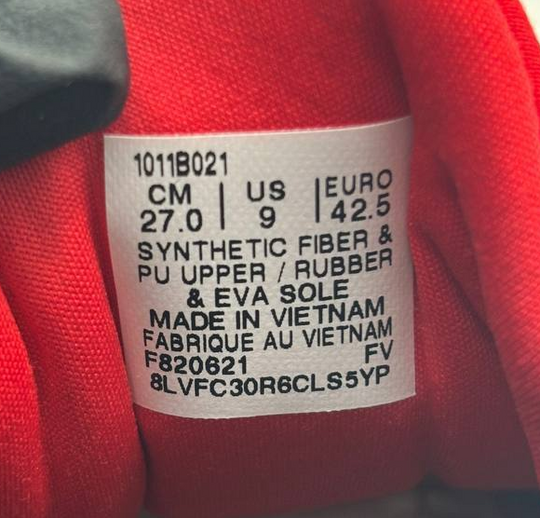 1011B021
CM | US | EURO
27.0 | 9 | 42.5
SYNTHETIC FIBER &
PU UPPER / RUBBER
& EVA SOLE
MADE IN VIETNAM
FABRIQUE AU VIETNAM
F820621 FV
8LVFC30R6CLS5YP